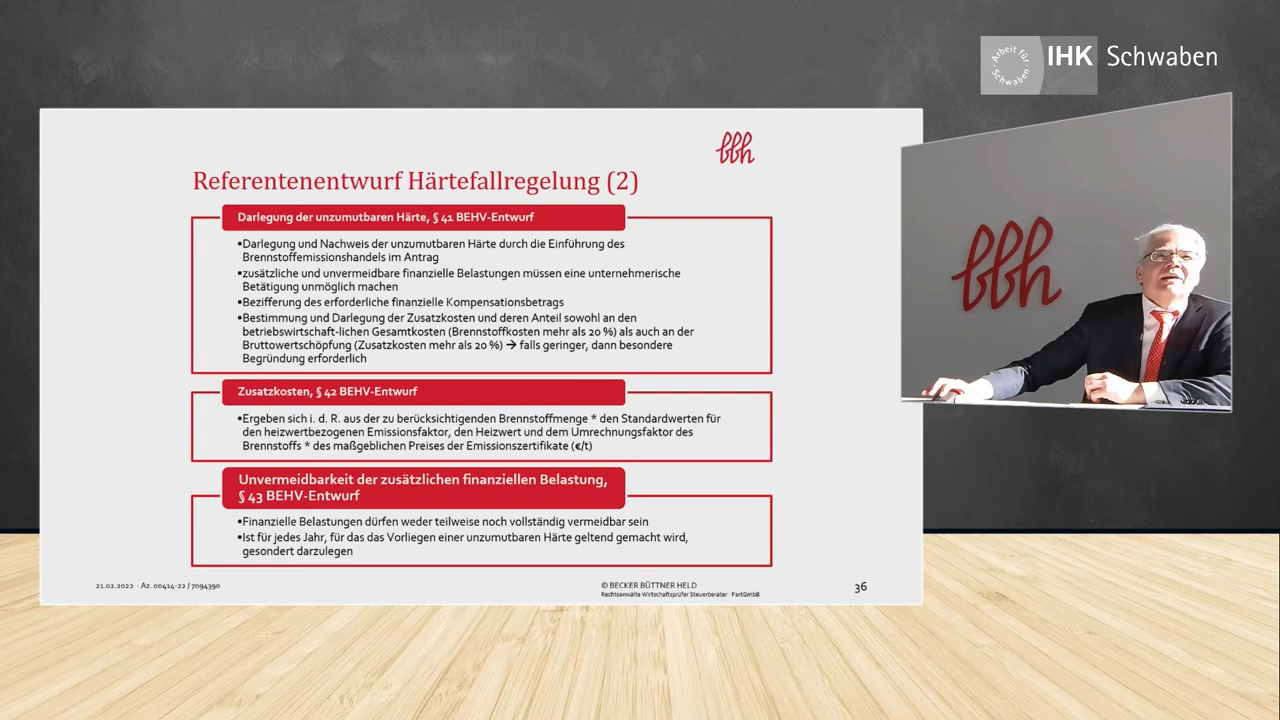 Arbeit für
Schwaben
IHK Schwaben
bbh
Referentenentwurf Härtefallregelung (2)
Darlegung der unzumutbaren Härte, § 41 BEHV-Entwurf
•Darlegung und Nachweis der unzumutbaren Härte durch die Einführung des
Brennstoffemissionshandels im Antrag
•zusätzliche und unvermeidbare finanzielle Belastungen müssen eine unternehmerische
Betätigung unmöglich machen
•Bezifferung des erforderliche finanzielle Kompensationsbetrags
•Bestimmung und Darlegung der Zusatzkosten und deren Anteil sowohl an den
betriebswirtschaft-lichen Gesamtkosten (Brennstoffkosten mehr als 20 %) als auch an der
Bruttowertschöpfung (Zusatzkosten mehr als 20 %) → falls geringer, dann besondere
Begründung erforderlich
Zusatzkosten, § 42 BEHV-Entwurf
•Ergeben sich i. d. R. aus der zu berücksichtigenden Brennstoffmenge * den Standardwerten für
den heizwertbezogenen Emissionsfaktor, den Heizwert und dem Umrechnungsfaktor des
Brennstoffs * des maßgeblichen Preises der Emissionszertifikate (€/t)
Unvermeidbarkeit der zusätzlichen finanziellen Belastung,
§ 43 BEHV-Entwurf
•Finanzielle Belastungen dürfen weder teilweise noch vollständig vermeidbar sein
•Ist für jedes Jahr, für das das Vorliegen einer unzumutbaren Härte geltend gemacht wird,
gesondert darzulegen
21.02.2022 · Az. 00414-22 / 7094390
© BECKER BÜTTNER HELD
Rechtsanwälte Wirtschaftsprüfer Steuerberater · PartGmbB
36
bbh